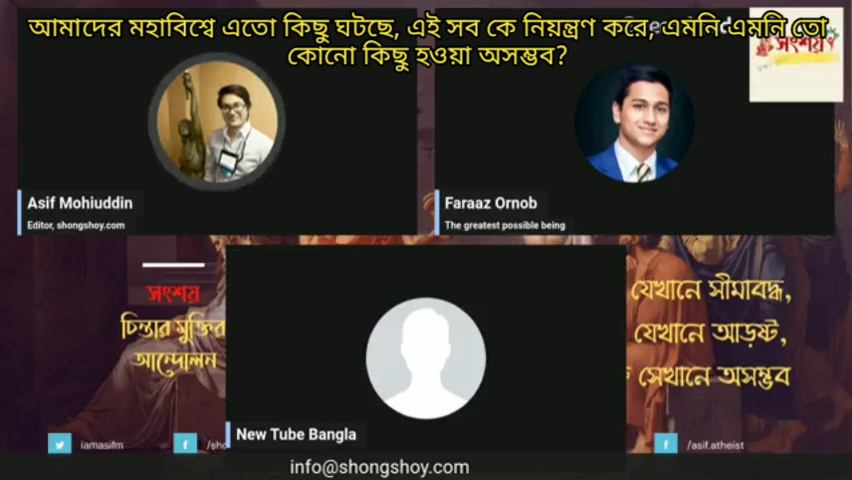 আমাদের মহাবিশ্বে এতো কিছু ঘটছে, এই সব কে নিয়ন্ত্রণ করে, এমনি এমনি তো
কোনো কিছু হওয়া অসম্ভব?
সংশয়
Asif Mohiuddin
Editor, shongshoy.com
Faraaz Ornob
The greatest possible being
সংশয়
চিন্তার মুক্তির
আন্দোলন
যেখানে সীমাবদ্ধ,
যেখানে আড়ষ্ট,
সেখানে অসম্ভব
New Tube Bangla
iamasifm
/sho
/asif.atheist
info@shongshoy.com